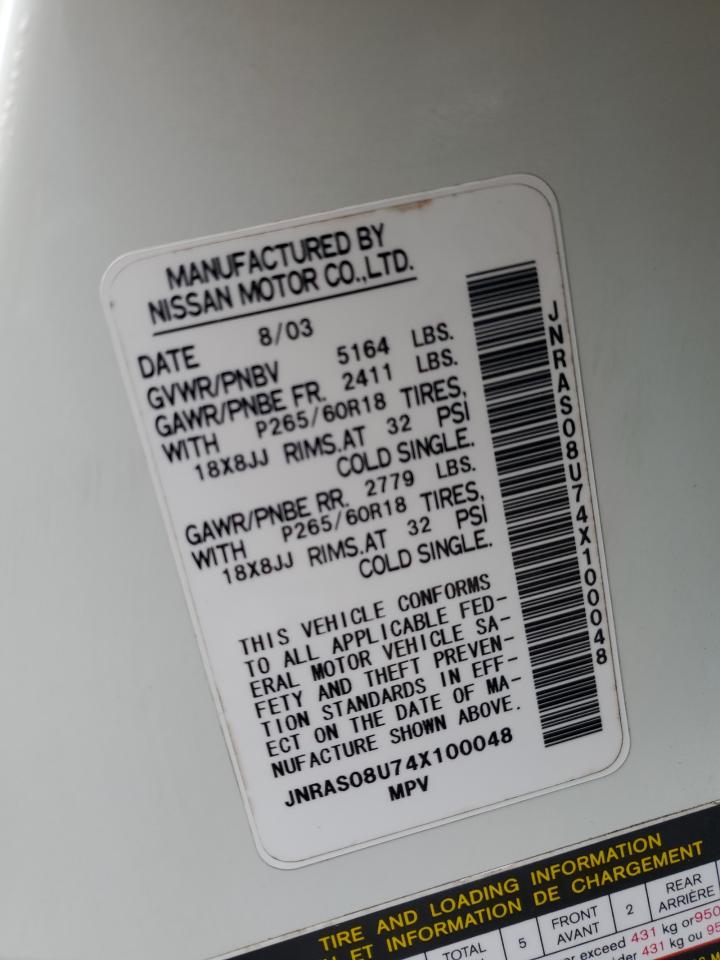 MANUFACTURED BY
NISSAN MOTOR CO.,LTD.
DATE 8/03
GVWR/PNBV 5164 LBS.
GAWR/PNBE FR. 2411 LBS.
WITH P265/60R18 TIRES,
18X8JJ RIMS.AT 32 PSI
COLD SINGLE.
GAWR/PNBE RR. 2779 LBS.
WITH P265/60R18 TIRES,
18X8JJ RIMS.AT 32 PSI
COLD SINGLE.
THIS VEHICLE CONFORMS
TO ALL APPLICABLE FED-
ERAL MOTOR VEHICLE SA-
FETY AND THEFT PREVEN-
TION STANDARDS IN EFF-
ECT ON THE DATE OF MA-
NUFACTURE SHOWN ABOVE.
JNRAS08U74X100048
MPV
JNRAS08U74X100048
TIRE AND LOADING INFORMATION
ET INFORMATION DE CHARGEMENT
TOTAL 5 FRONT 2 REAR
AVANT ARRIÈRE
exceed 431 kg or 950
431 kg ou 95